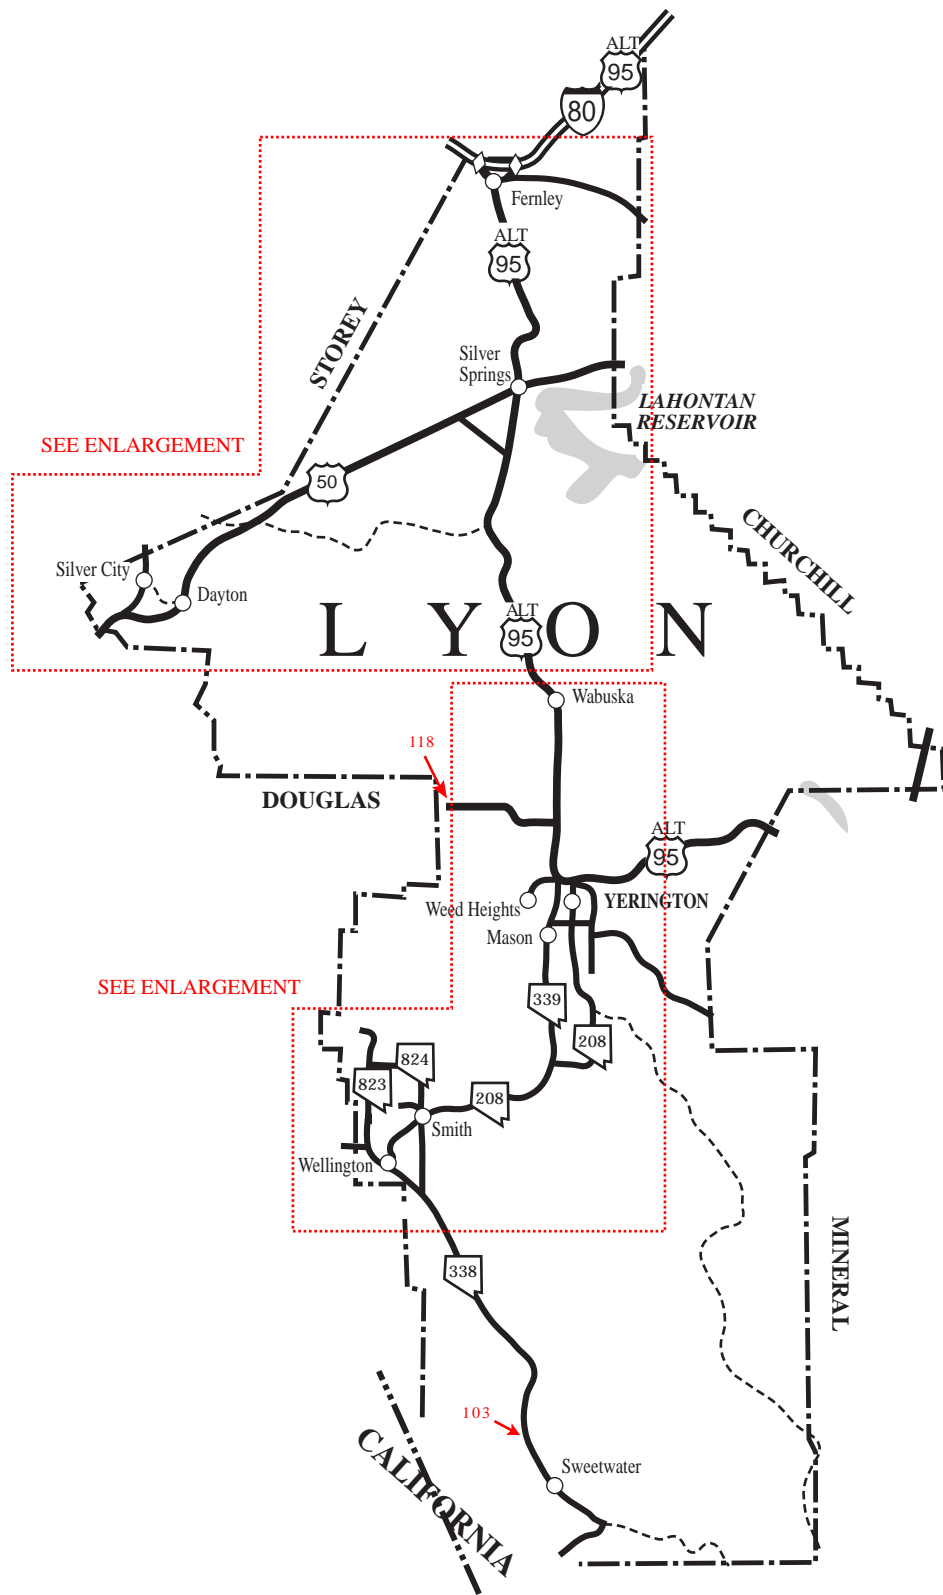 ALT
95
80
Fernley
ALT
95
STOREY
Silver
Springs
LAHONTAN
RESERVOIR
SEE ENLARGEMENT
50
CHURCHILL
Silver City
Dayton
LYON
ALT
95
Wabuska
118
DOUGLAS
ALT
95
Weed Heights
YERINGTON
Mason
SEE ENLARGEMENT
339
208
824
823
208
Smith
Wellington
MINERAL
338
103
CALIFORNIA
Sweetwater